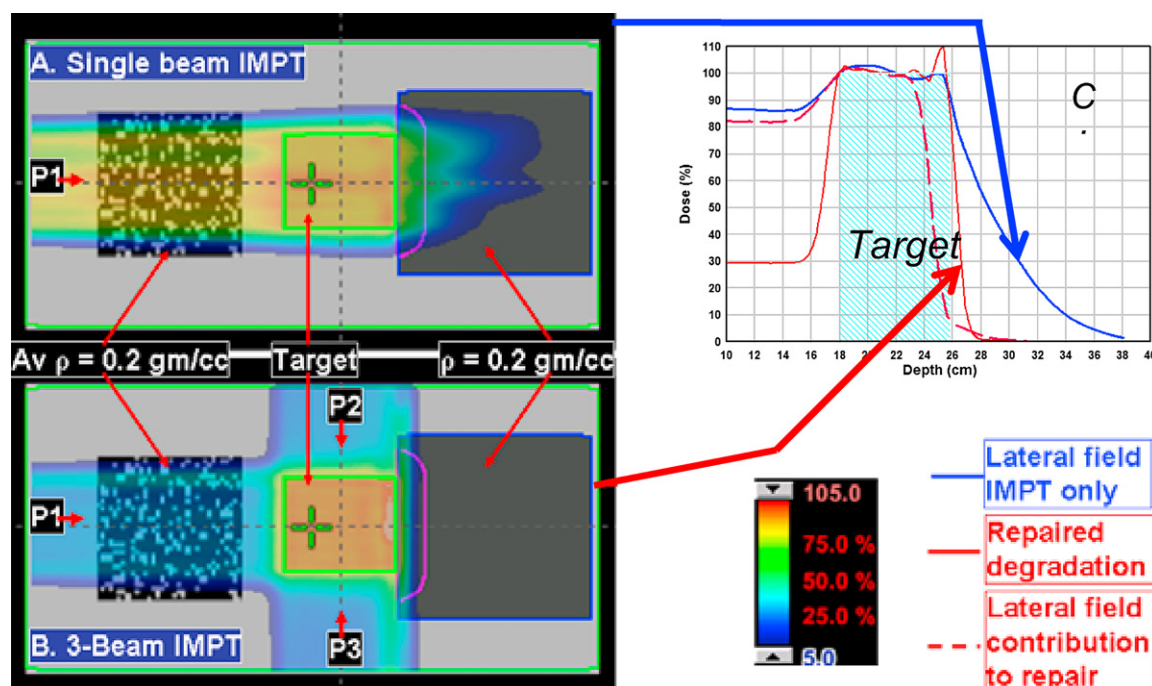 A. Single beam IMPT
P1
Av ρ = 0.2 gm/cc
Target
ρ = 0.2 gm/cc
P2
P1
P3
B. 3-Beam IMPT
C
.
Target
Dose (%)
110
100
90
80
70
60
50
40
30
20
10
0
10 12 14 16 18 20 22 24 26 28 30 32 34 36 38 40
Depth (cm)
105.0
75.0 %
50.0 %
25.0 %
5.0
Lateral field
IMPT only
Repaired
degradation
Lateral field
contribution
to repair